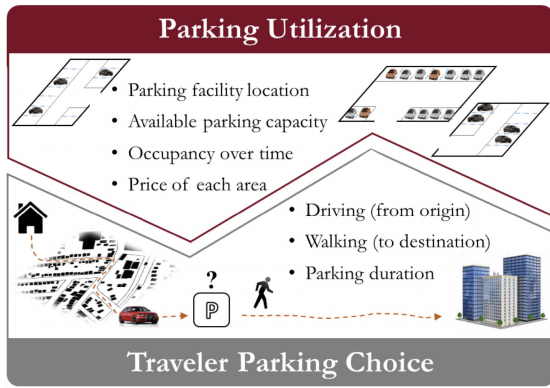 Parking Utilization
• Parking facility location
• Available parking capacity
• Occupancy over time
• Price of each area
• Driving (from origin)
• Walking (to destination)
• Parking duration
?
P
Traveler Parking Choice